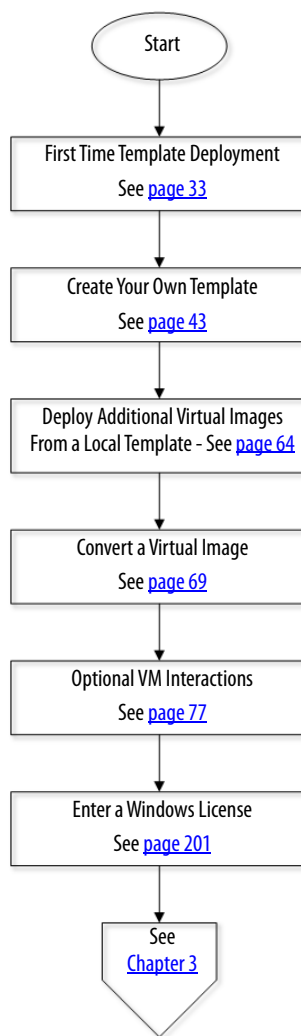 Start
First Time Template Deployment
See page 33
Create Your Own Template
See page 43
Deploy Additional Virtual Images
From a Local Template - See page 64
Convert a Virtual Image
See page 69
Optional VM Interactions
See page 77
Enter a Windows License
See page 201
See
Chapter 3